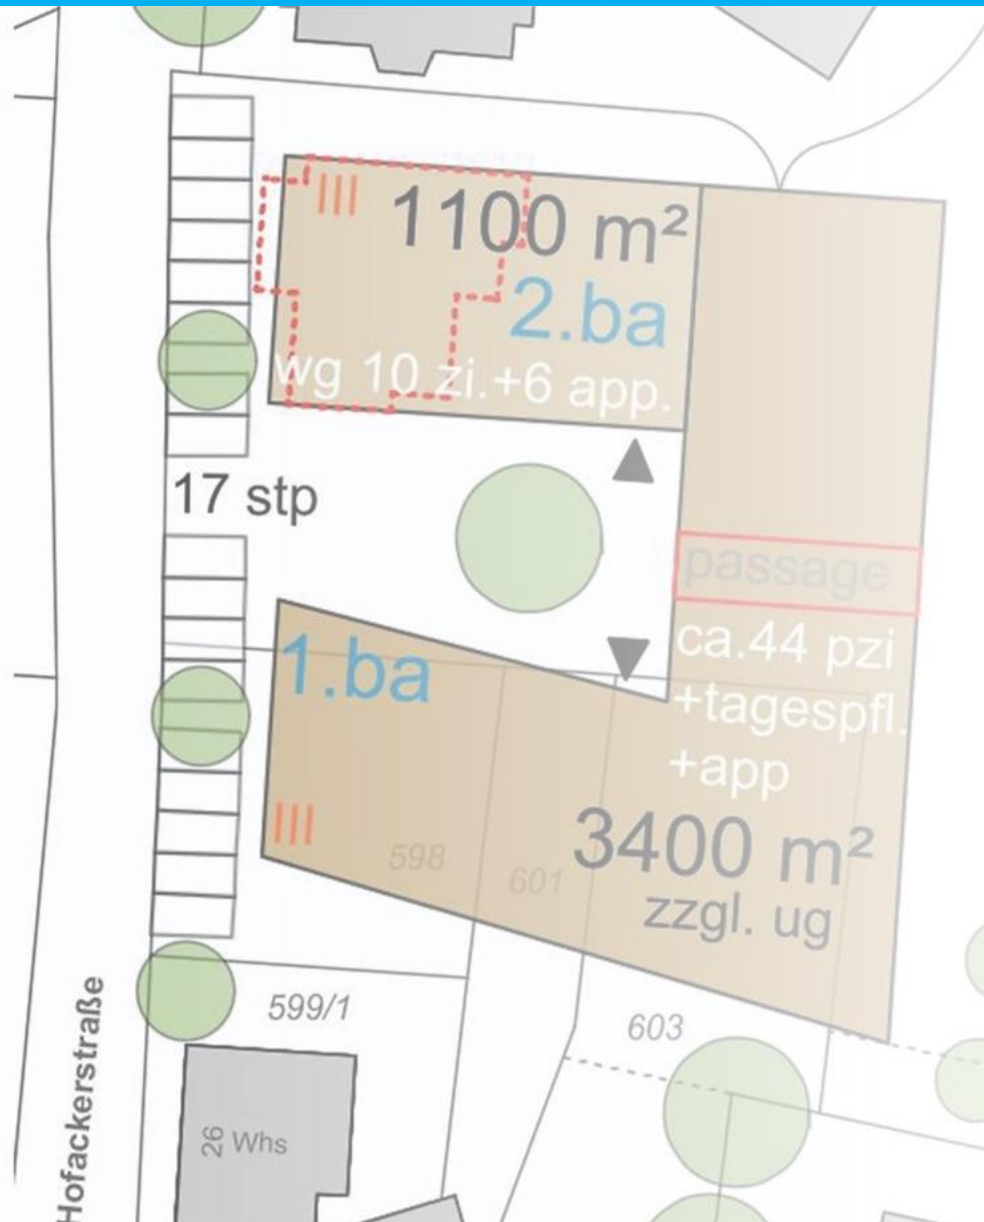 III
1100 m²
2.ba
wg 10 zi.+6 app.
17 stp
passage
1.ba
ca.44 pzi
+tagespfl.
+app
III
3400 m²
598
601
zzgl. ug
599/1
603
Hofackerstraße
26 Whs